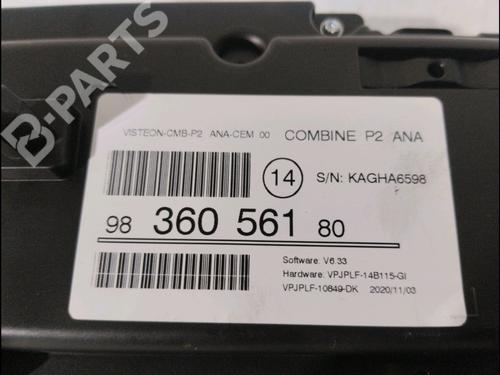 B-PARTS
VISTEON-CMB-P2 ANA-CEM 00 COMBINE P2 ANA
14 S/N: KAGHA6598
98 360 561 80
Software: V6.33
Hardware: VPJPLF-14B115-GI
VPJPLF-10849-DK 2020/11/03